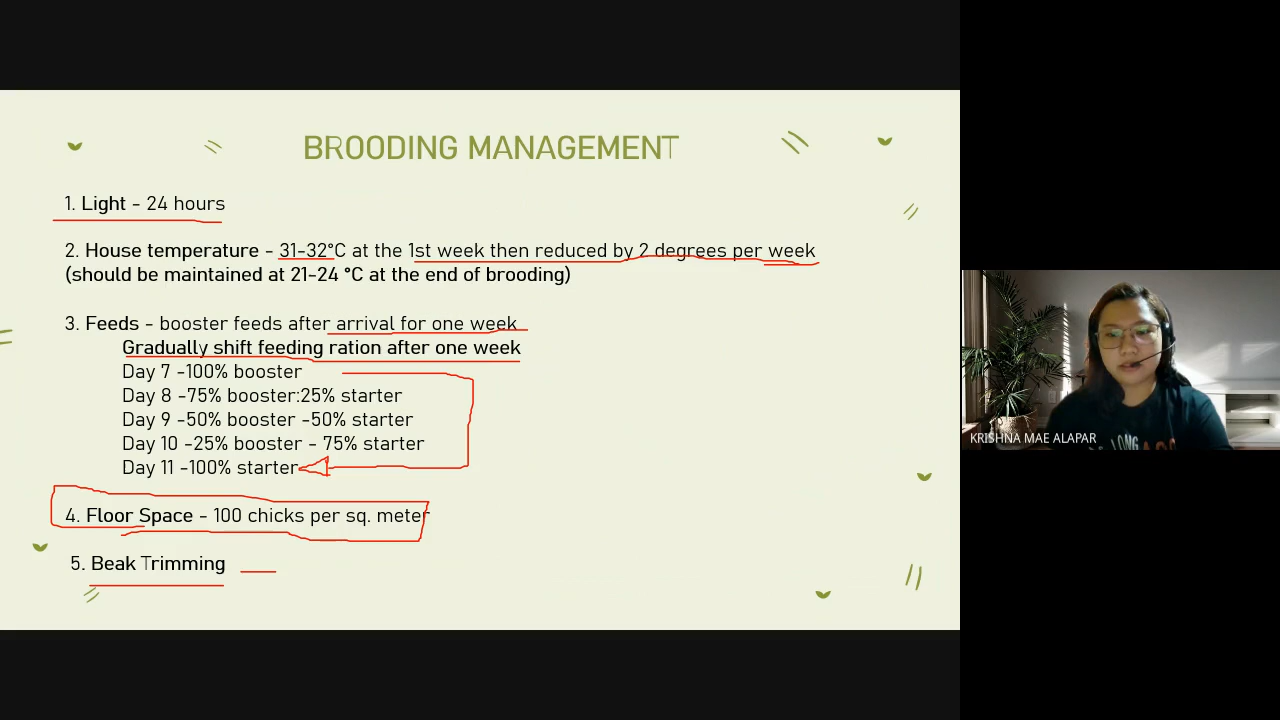 BROODING MANAGEMENT
1. Light - 24 hours
2. House temperature - 31-32°C at the 1st week then reduced by 2 degrees per week
(should be maintained at 21-24 °C at the end of brooding)
3. Feeds - booster feeds after arrival for one week
Gradually shift feeding ration after one week
Day 7 -100% booster
Day 8 -75% booster:25% starter
Day 9 -50% booster -50% starter
Day 10 -25% booster - 75% starter
Day 11 -100% starter
4. Floor Space - 100 chicks per sq. meter
5. Beak Trimming
KRISHNA MAE ALAPAR
LONG